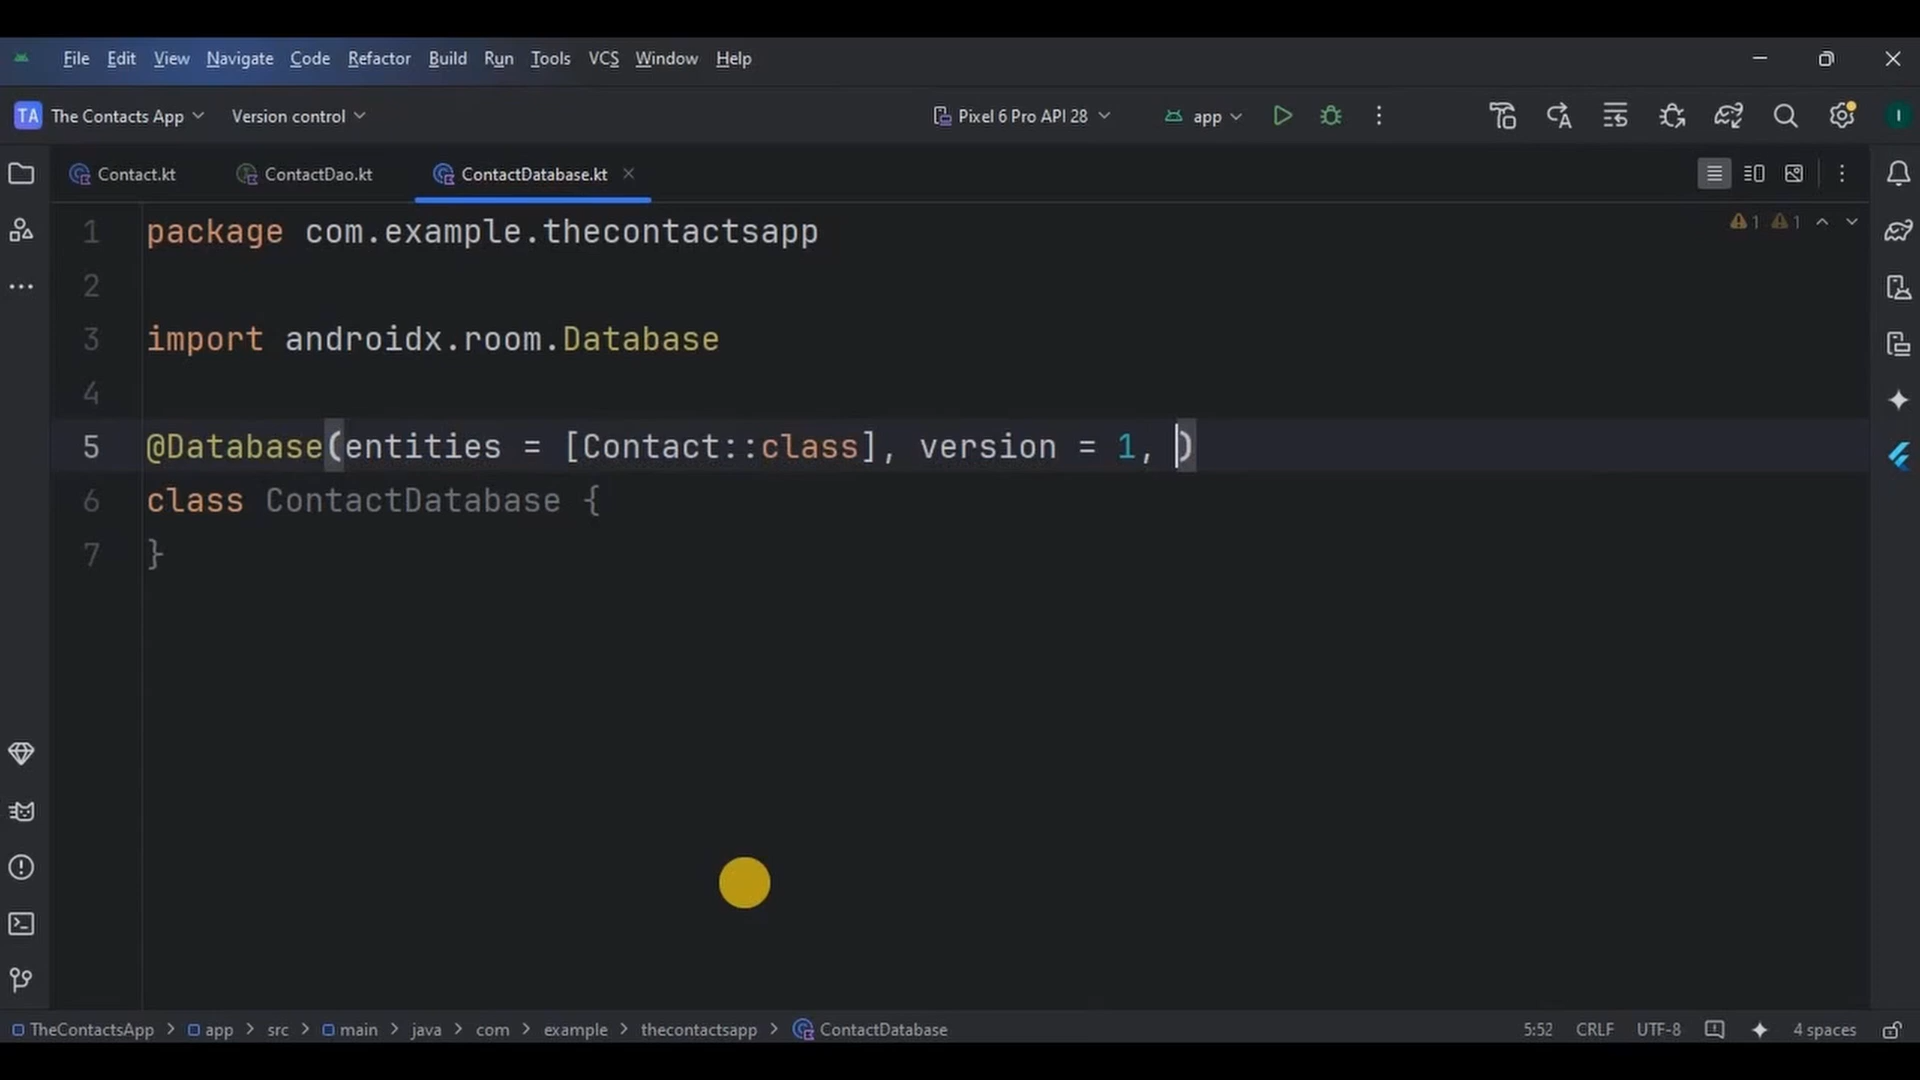 File Edit View Navigate Code Refactor Build Run Tools VCS Window Help
TA The Contacts App Version control Pixel 6 Pro API 28 app I
Contact.kt ContactDao.kt ContactDatabase.kt
1 package com.example.thecontactsapp 1 1
2
3 import androidx.room.Database
4
5 @Database(entities = [Contact::class], version = 1, )
6 class ContactDatabase {
7 }
TheContactsApp > app > src > main > java > com > example > thecontactsapp > ContactDatabase 5:52 CRLF UTF-8 4 spaces